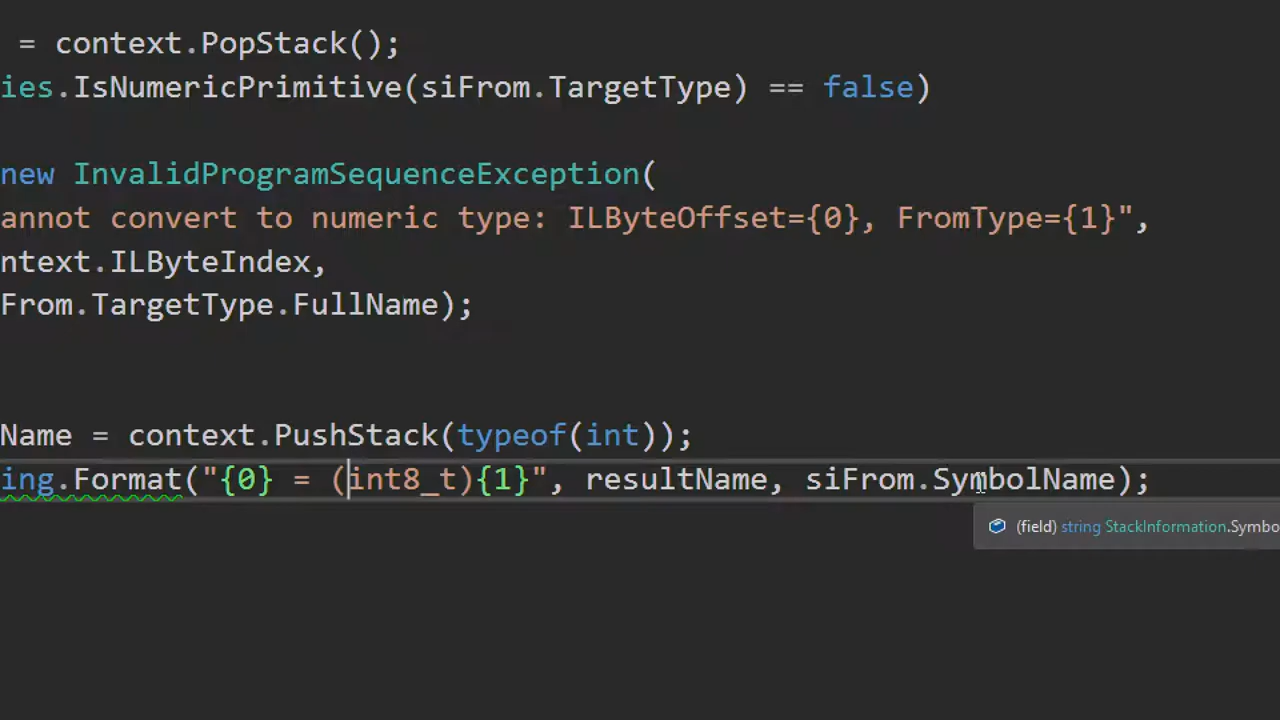 = context.PopStack();
ies.IsNumericPrimitive(siFrom.TargetType) == false)
new InvalidProgramSequenceException(
annot convert to numeric type: ILByteOffset={0}, FromType={1}",
ntext.ILByteIndex,
From.TargetType.FullName);
Name = context.PushStack(typeof(int));
ing.Format("{0} = (int8_t){1}", resultName, siFrom.SymbolName);
(field) string StackInformation.Symbo